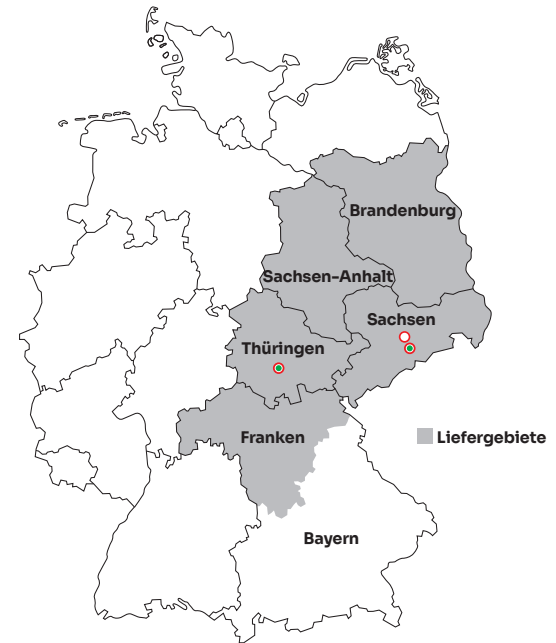 Brandenburg
Sachsen-Anhalt
Sachsen
Thüringen
Franken
Liefergebiete
Bayern